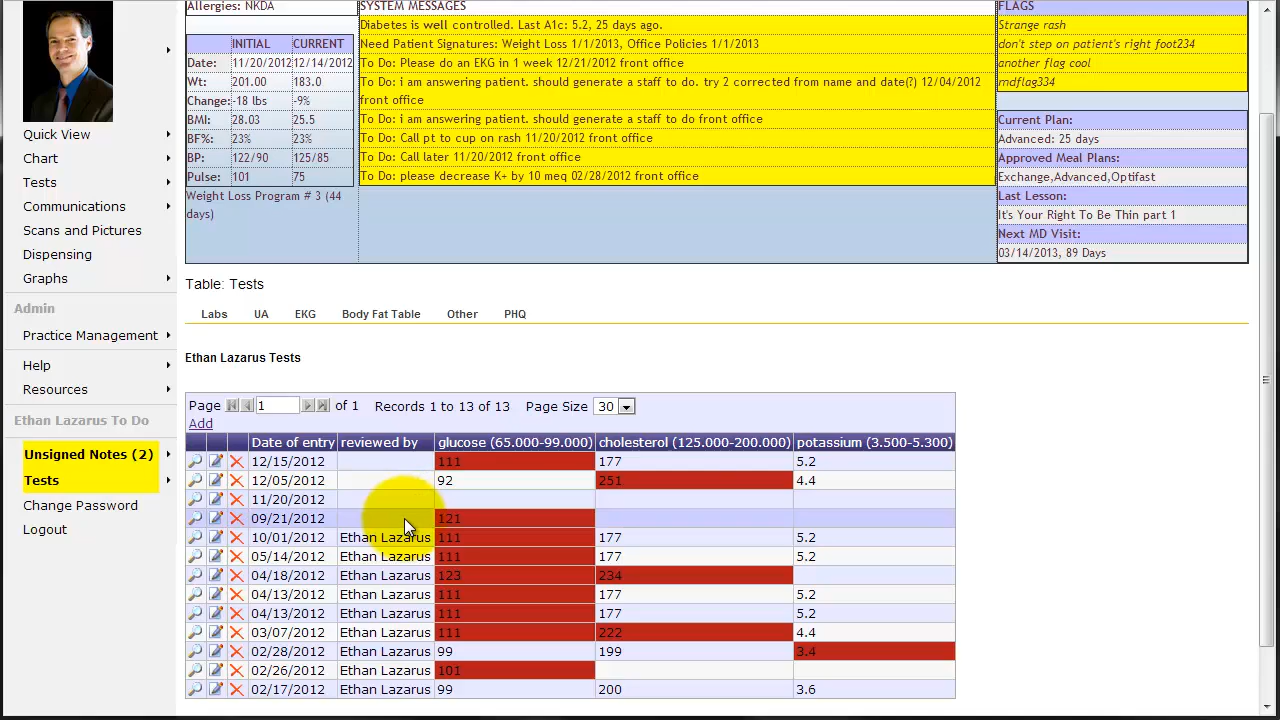 Allergies: NKDA
SYSTEM MESSAGES
FLAGS
Diabetes is well controlled. Last A1c: 5.2, 25 days ago.
Strange rash
INITIAL CURRENT
Need Patient Signatures: Weight Loss 1/1/2013, Office Policies 1/1/2013
don't step on patient's right foot234
Date: 11/20/2012 2/14/2012
To Do: Please do an EKG in 1 week 12/21/2012 front office
another flag cool
Wt: 201.00 183.0
To Do: i am answering patient. should generate a staff to do. try 2 corrected from name and date(?) 12/04/2012
front office
rndflag334
Change: -18 lbs -9%
BMI: 28.03 25.5
To Do: i am answering patient. should generate a staff to do front office
Current Plan:
BF%: 23% 23%
To Do: Call pt to cup on rash 11/20/2012 front office
Advanced: 25 days
BP: 122/90 125/85
To Do: Call later 11/20/2012 front office
Approved Meal Plans:
Pulse: 101 75
To Do: please decrease K+ by 10 meq 02/28/2012 front office
Exchange,Advanced,Optifast
Weight Loss Program # 3 (44
days)
Last Lesson:
It's Your Right To Be Thin part 1
Next MD Visit:
03/14/2013, 89 Days
Quick View
Chart
Tests
Communications
Scans and Pictures
Dispensing
Graphs
Admin
Practice Management
Help
Resources
Ethan Lazarus To Do
Unsigned Notes (2)
Tests
Change Password
Logout
Table: Tests
Labs UA EKG Body Fat Table Other PHQ
Ethan Lazarus Tests
Page 1 of 1 Records 1 to 13 of 13 Page Size 30
Add
Date of entry reviewed by glucose (65.000-99.000) cholesterol (125.000-200.000) potassium (3.500-5.300)
12/15/2012 111 177 5.2
12/05/2012 92 251 4.4
11/20/2012
09/21/2012 121
10/01/2012 Ethan Lazarus 111 177 5.2
05/14/2012 Ethan Lazarus 111 177 5.2
04/18/2012 Ethan Lazarus 123 234
04/13/2012 Ethan Lazarus 111 177 5.2
04/13/2012 Ethan Lazarus 111 177 5.2
03/07/2012 Ethan Lazarus 111 222 4.4
02/28/2012 Ethan Lazarus 99 199 3.4
02/26/2012 Ethan Lazarus 101
02/17/2012 Ethan Lazarus 99 200 3.6